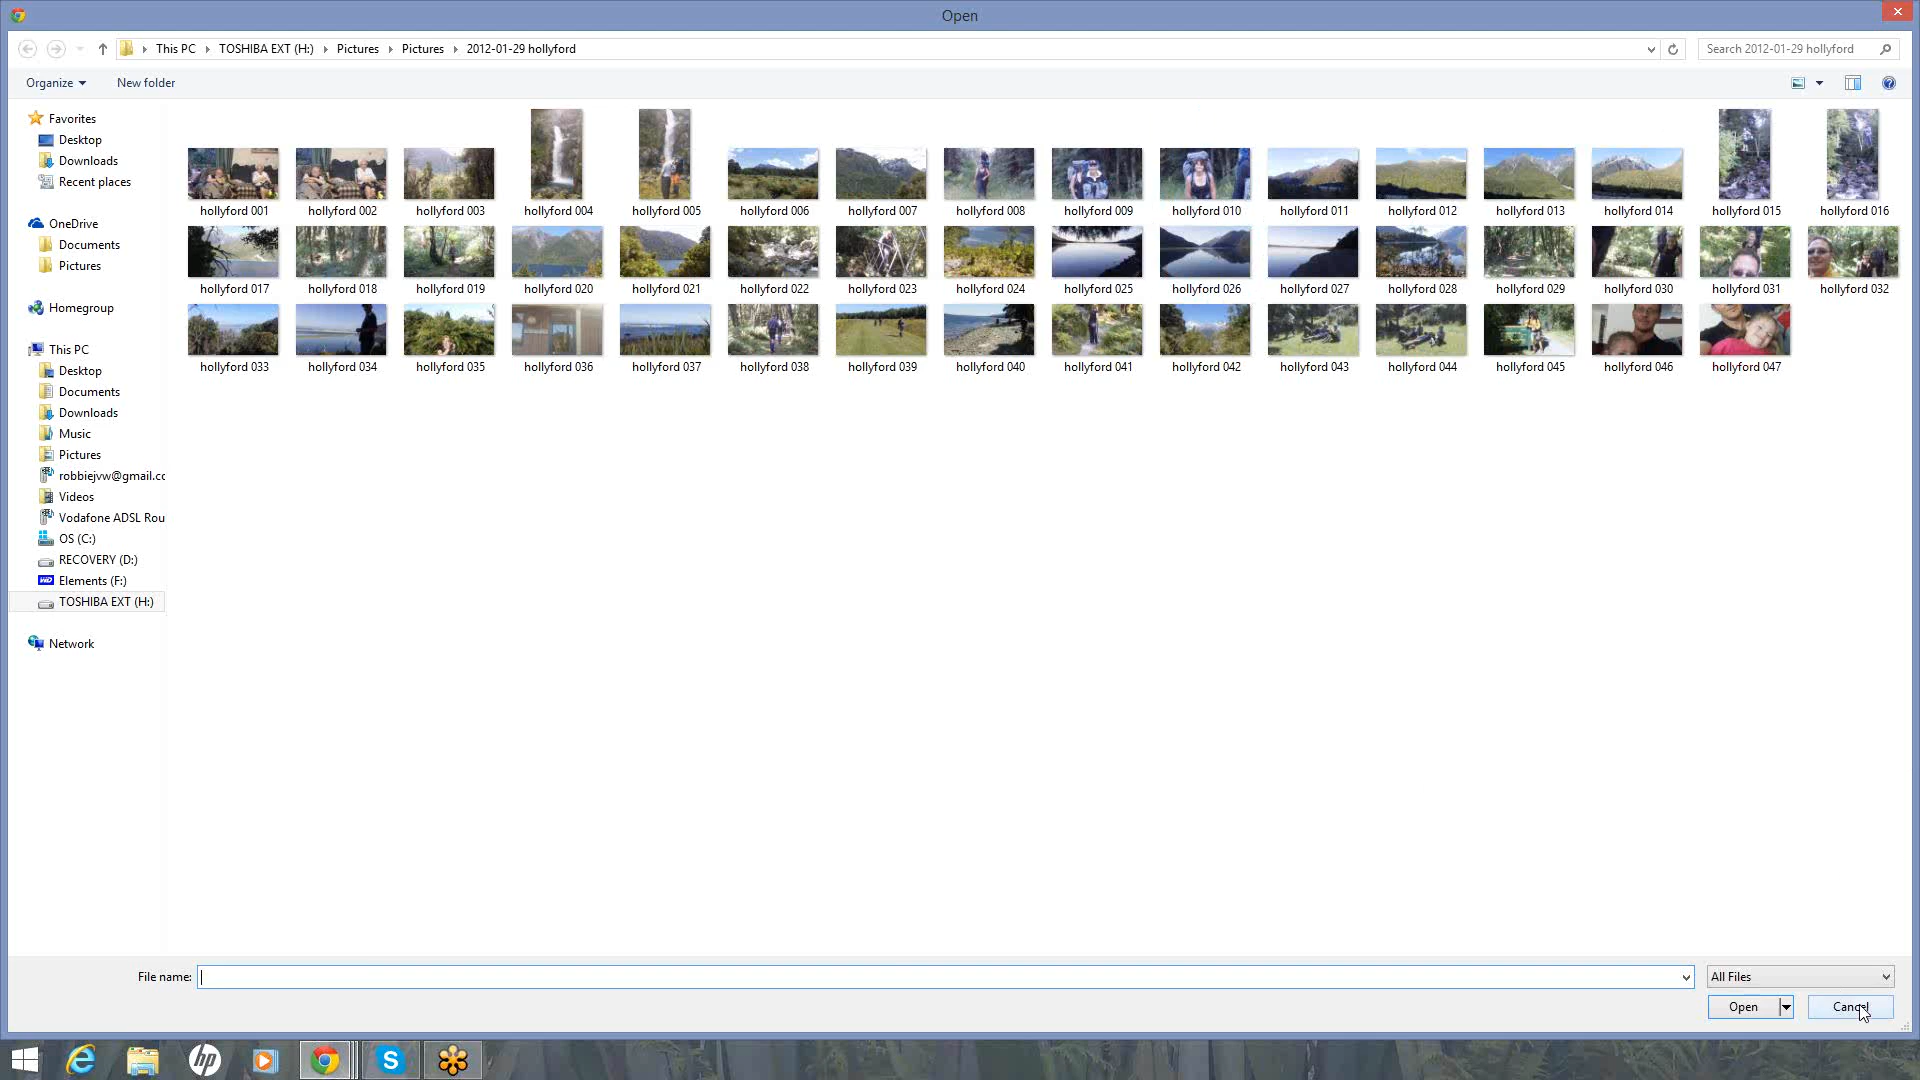 Open
This PC
TOSHIBA EXT (H:)
Pictures
Pictures
2012-01-29 hollyford
Search 2012-01-29 hollyford
Organize
New folder
Favorites
Desktop
Downloads
Recent places
OneDrive
Documents
Pictures
Homegroup
This PC
Desktop
Documents
Downloads
Music
Pictures
robbiejvw@gmail.cc
Videos
Vodafone ADSL Rou
OS (C:)
RECOVERY (D:)
Elements (F:)
TOSHIBA EXT (H:)
Network
hollyford 001 hollyford 002 hollyford 003 hollyford 004 hollyford 005 hollyford 006 hollyford 007 hollyford 008 hollyford 009 hollyford 010 hollyford 011 hollyford 012 hollyford 013 hollyford 014 hollyford 015 hollyford 016
hollyford 017 hollyford 018 hollyford 019 hollyford 020 hollyford 021 hollyford 022 hollyford 023 hollyford 024 hollyford 025 hollyford 026 hollyford 027 hollyford 028 hollyford 029 hollyford 030 hollyford 031 hollyford 032
hollyford 033 hollyford 034 hollyford 035 hollyford 036 hollyford 037 hollyford 038 hollyford 039 hollyford 040 hollyford 041 hollyford 042 hollyford 043 hollyford 044 hollyford 045 hollyford 046 hollyford 047
File name:
All Files
Open
Cancel
hp